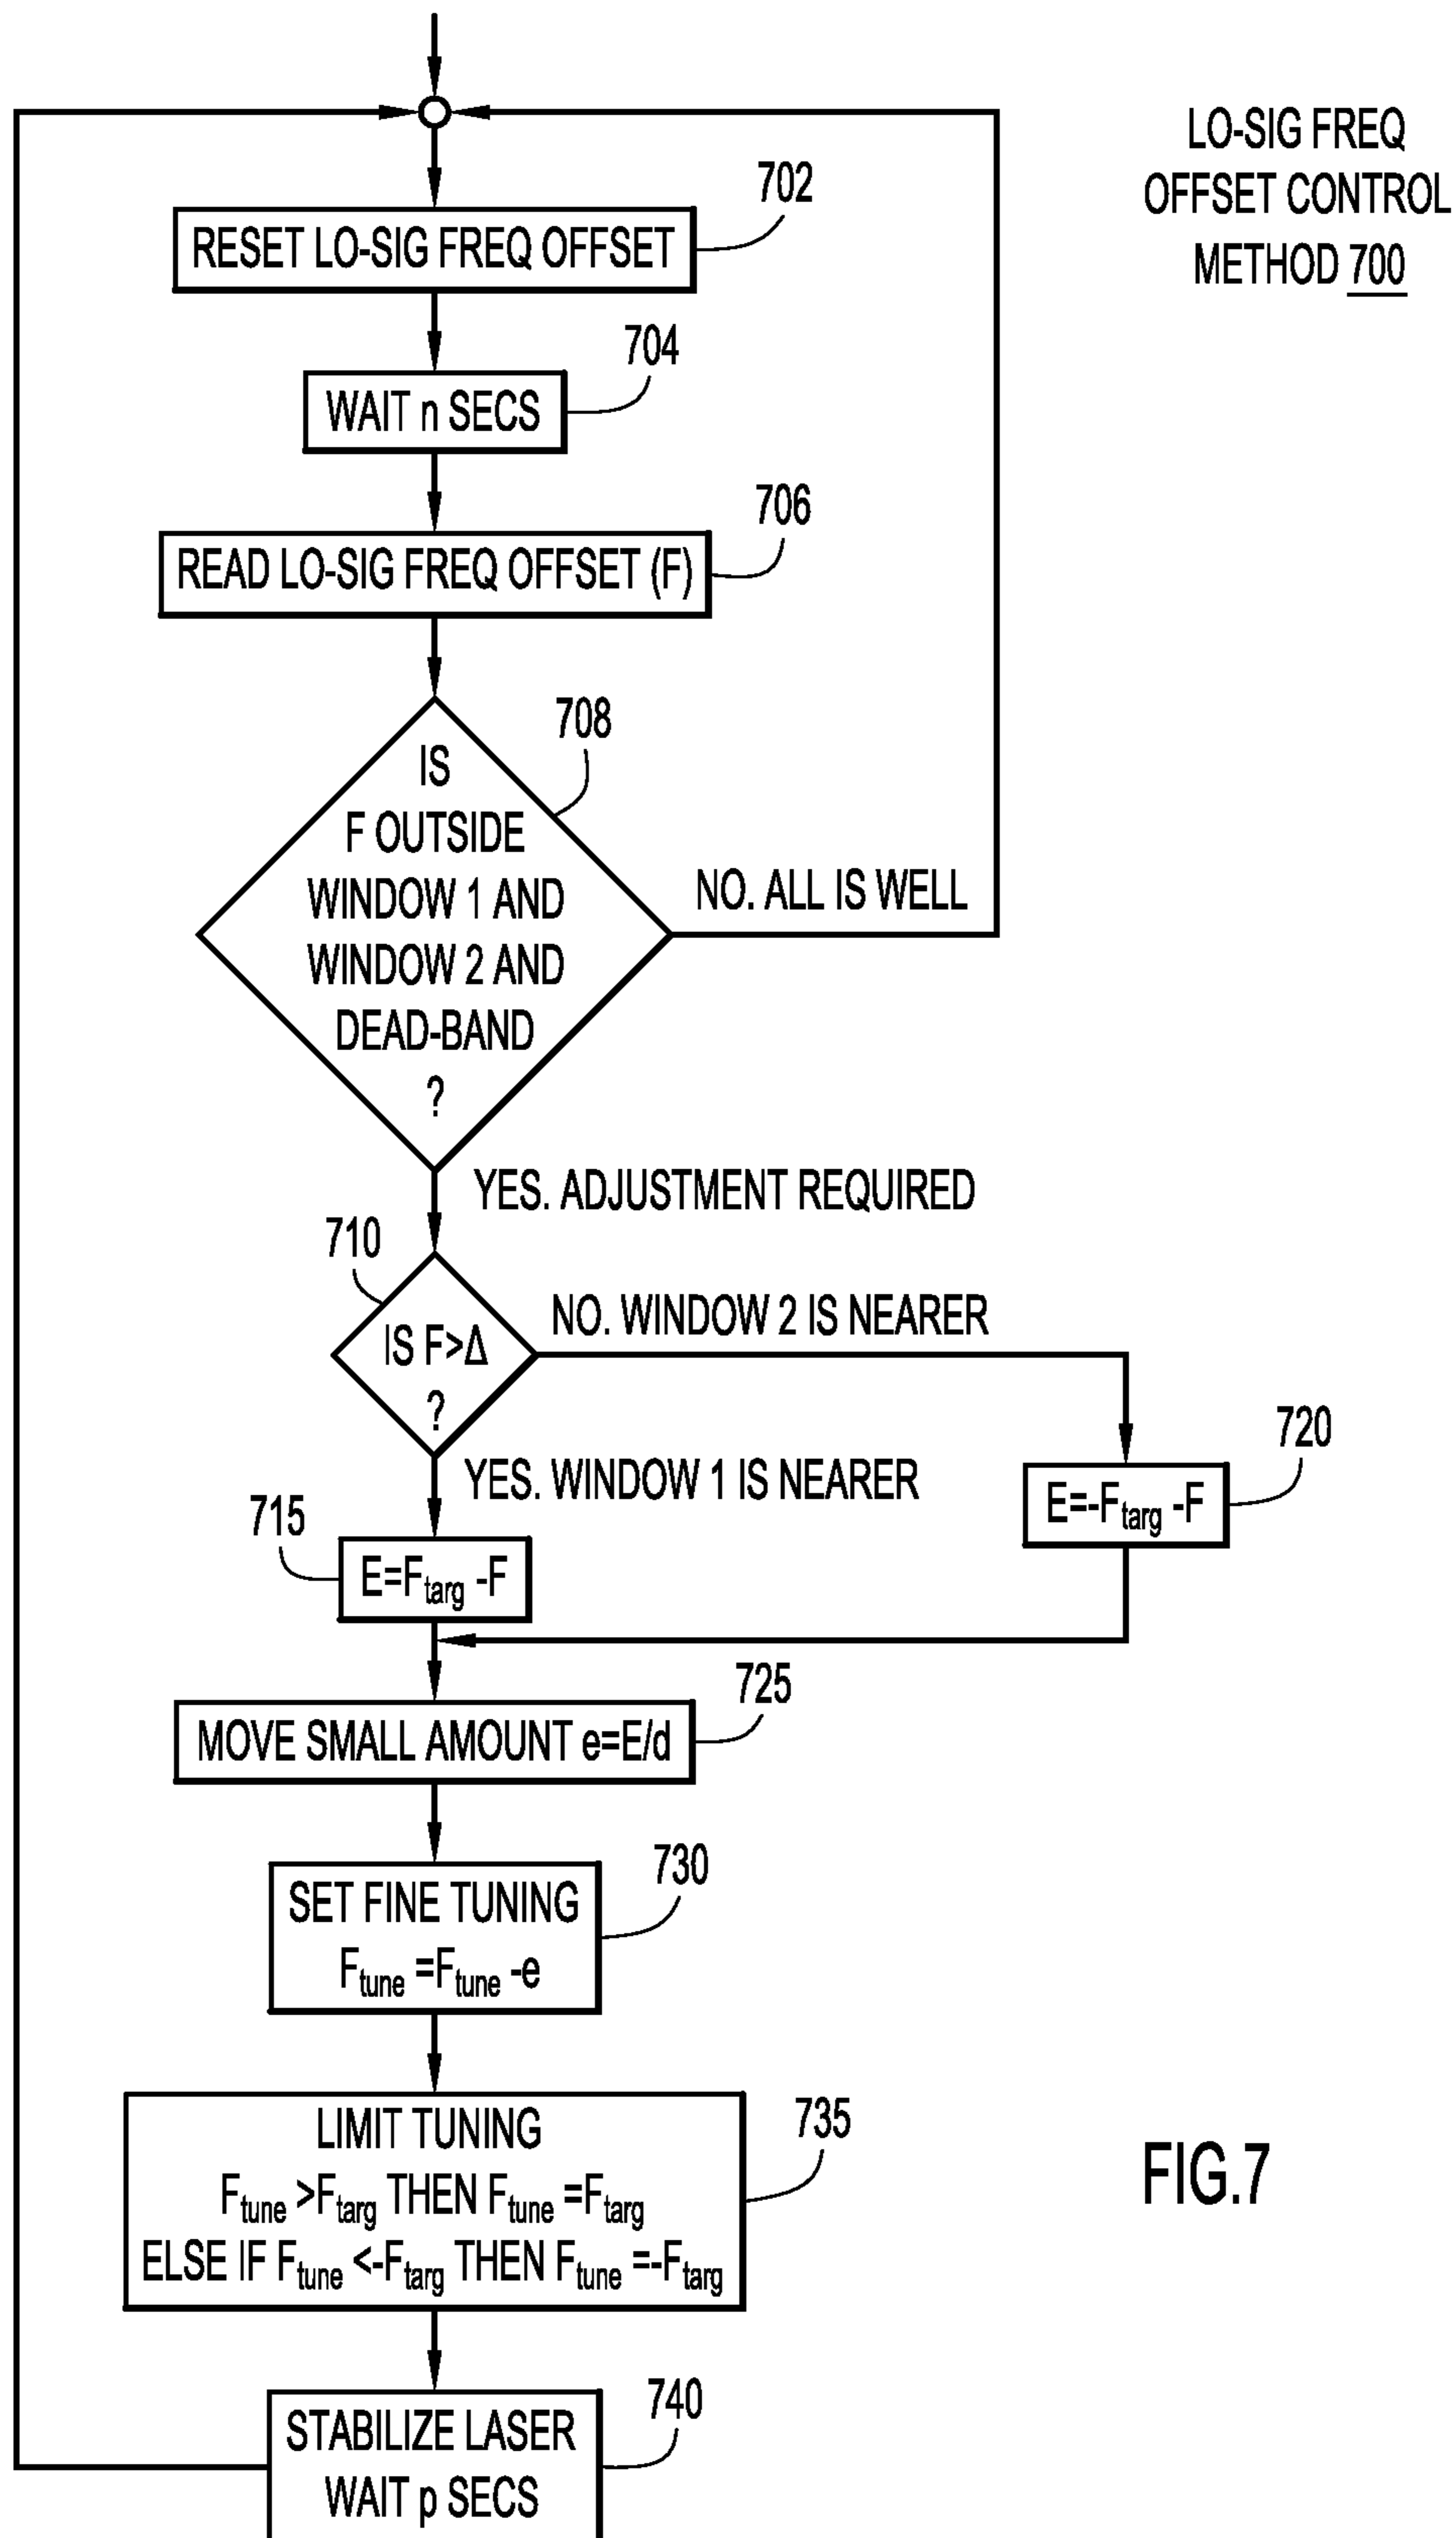 LO-SIG FREQ
OFFSET CONTROL
METHOD 700
702
RESET LO-SIG FREQ OFFSET
704
WAIT n SECS
706
READ LO-SIG FREQ OFFSET (F)
708
IS
F OUTSIDE
WINDOW 1 AND
WINDOW 2 AND
DEAD-BAND
?
NO. ALL IS WELL
YES. ADJUSTMENT REQUIRED
710
IS F>Δ
?
NO. WINDOW 2 IS NEARER
720
E=-Ftarg -F
YES. WINDOW 1 IS NEARER
715
E=Ftarg -F
725
MOVE SMALL AMOUNT e=E/d
730
SET FINE TUNING
Ftune =Ftune -e
735
LIMIT TUNING
Ftune >Ftarg THEN Ftune =Ftarg
ELSE IF Ftune <-Ftarg THEN Ftune =-Ftarg
740
STABILIZE LASER
WAIT p SECS
FIG.7